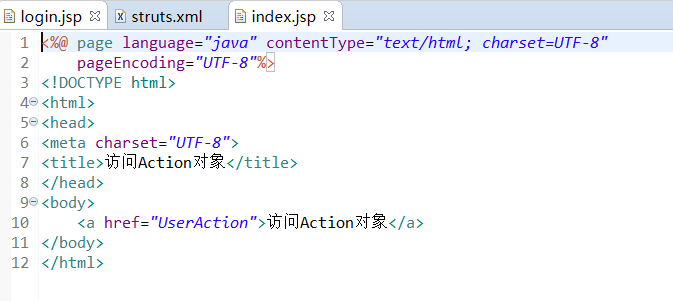 login.jsp struts.xml index.jsp
1 <%@ page language="java" contentType="text/html; charset=UTF-8"
2 pageEncoding="UTF-8"%>
3 <!DOCTYPE html>
4 <html>
5 <head>
6 <meta charset="UTF-8">
7 <title>访问Action对象</title>
8 </head>
9 <body>
10 <a href="UserAction">访问Action对象</a>
11 </body>
12 </html>